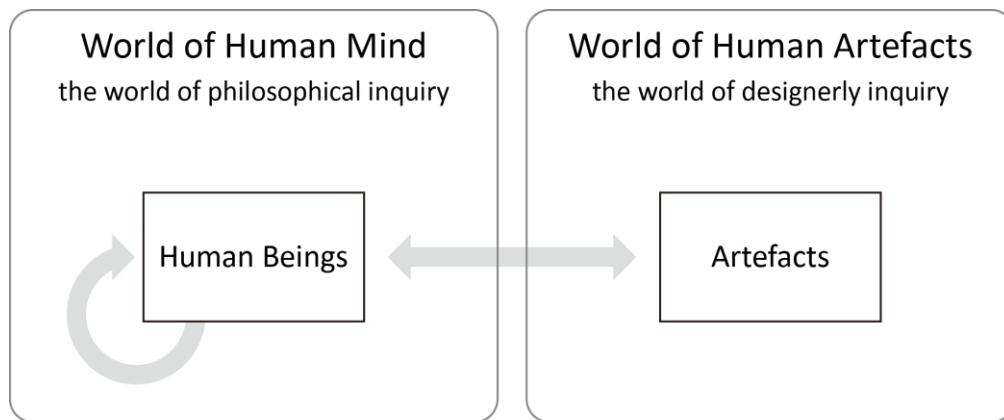 World of Human Mind
the world of philosophical inquiry
Human Beings
World of Human Artefacts
the world of designerly inquiry
Artefacts